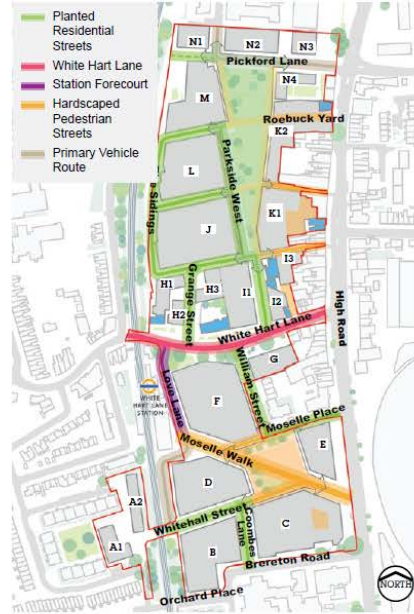 Planted
Residential
Streets
White Hart Lane
Station Forecourt
Hardscaped
Pedestrian
Streets
Primary Vehicle
Route
N1
N2
N3
Pickford Lane
N4
M
Roebuck Yard
K2
L
Parkside West
e Sidings
K1
J
I3
Grange Street
H1
H3
I1
H2
I2
High Road
White Hart Lane
G
William Street
WHITE
HART LANE
STATION
Love Lane
F
Moselle Place
Moselle Walk
E
D
A2
Whitehall Street
Coombes
Lane
C
A1
B
Brereton Road
Orchard Place
NORTH